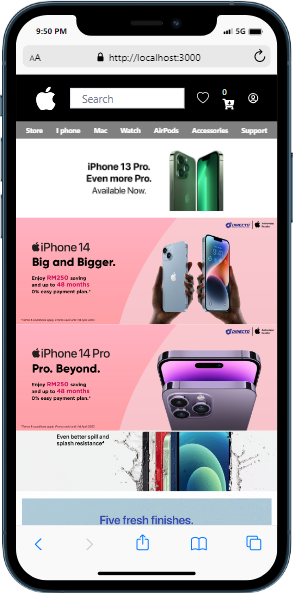 9:50 PM
5G
AA
http://localhost:3000
Search
0
Store I phone Mac Watch AirPods Accessories Support
iPhone 13 Pro.
Even more Pro.
Available Now.
DIRECTD
iPhone 14
Big and Bigger.
Enjoy RM250 saving
and up to 48 months
0% easy payment plan.*
DIRECTD
iPhone 14 Pro
Pro. Beyond.
Enjoy RM250 saving
and up to 48 months
0% easy payment plan.*
Even better spill and
splash resistance*
Five fresh finishes.